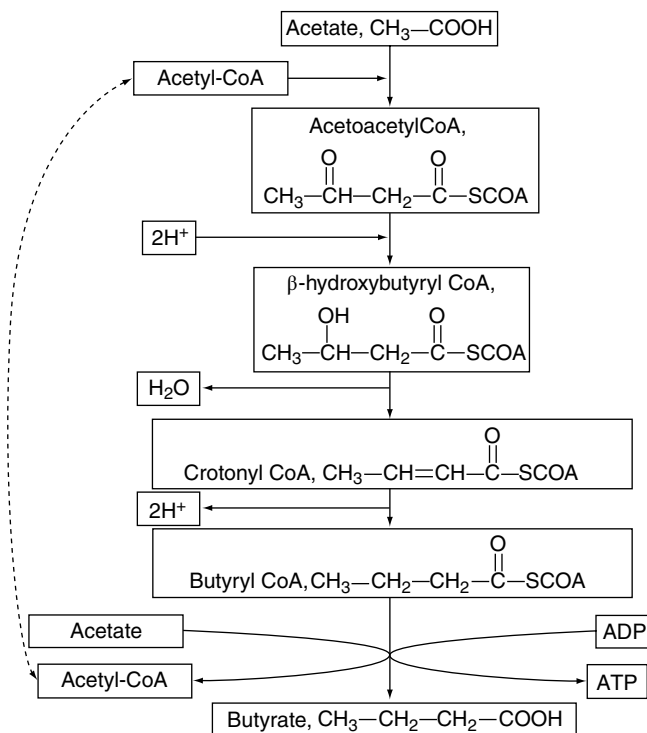 Acetate, CH₃—COOH
Acetyl-CoA
AcetoacetylCoA,
O O
CH₃—CH—CH₂—C—SCOA
2H⁺
β-hydroxybutyryl CoA,
OH O
CH₃—CH—CH₂—C—SCOA
H₂O
O
Crotonyl CoA, CH₃—CH=CH—C—SCOA
2H⁺
O
Butyryl CoA, CH₃—CH₂—CH₂—C—SCOA
Acetate
ADP
Acetyl-CoA
ATP
Butyrate, CH₃—CH₂—CH₂—COOH